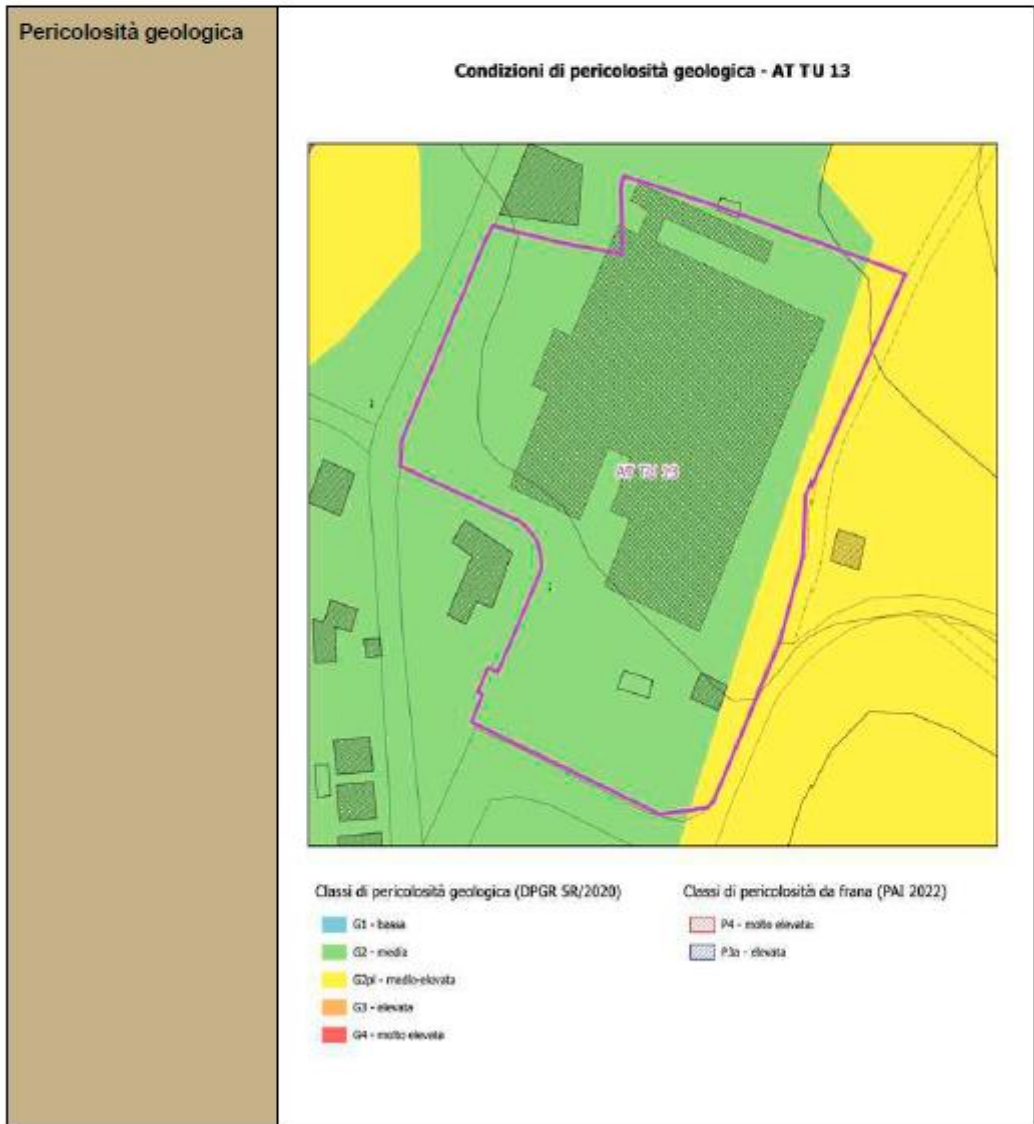 Pericolosità geologica
Condizioni di pericolosità geologica - AT TU 13
AT TU 13
Classi di pericolosità geologica (DPGR 5R/2020)
G1 - bassa
G2 - media
G2pl - medio-elevata
G3 - elevata
G4 - molto elevata
Classi di pericolosità da frana (PAI 2022)
P4 - molto elevata
P3a - elevata